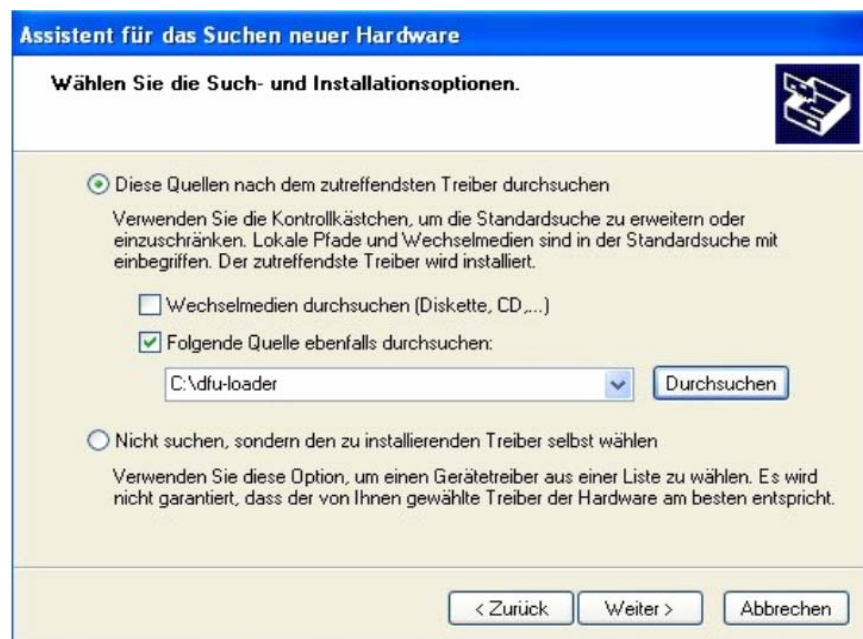 Assistent für das Suchen neuer Hardware
Wählen Sie die Such- und Installationsoptionen.
Diese Quellen nach dem zutreffendsten Treiber durchsuchen
Verwenden Sie die Kontrollkästchen, um die Standardsuche zu erweitern oder
einzuschränken. Lokale Pfade und Wechselmedien sind in der Standardsuche mit
einbegriffen. Der zutreffendste Treiber wird installiert.
Wechselmedien durchsuchen (Diskette, CD,...)
Folgende Quelle ebenfalls durchsuchen:
C:\dfu-loader Durchsuchen
Nicht suchen, sondern den zu installierenden Treiber selbst wählen
Verwenden Sie diese Option, um einen Gerätetreiber aus einer Liste zu wählen. Es wird
nicht garantiert, dass der von Ihnen gewählte Treiber der Hardware am besten entspricht.
< Zurück Weiter > Abbrechen